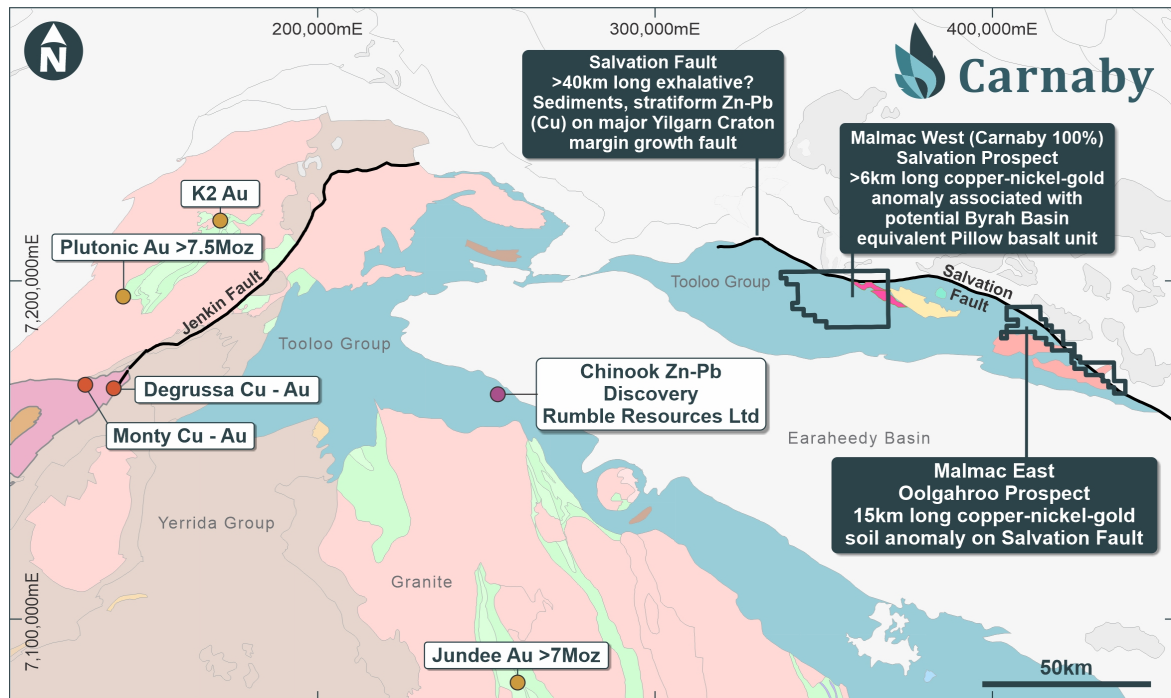 200,000mE
300,000mE
400,000mE
N
Carnaby
Salvation Fault
>40km long exhalative?
Sediments, stratiform Zn-Pb
(Cu) on major Yilgarn Craton
margin growth fault
Malmac West (Carnaby 100%)
Salvation Prospect
>6km long copper-nickel-gold
anomaly associated with
potential Byrah Basin
equivalent Pillow basalt unit
K2 Au
Plutonic Au >7.5Moz
7,200,000mE
Jenkin Fault
Tooloo Group
Salvation
Fault
Tooloo Group
Degrussa Cu - Au
Monty Cu - Au
Chinook Zn-Pb
Discovery
Rumble Resources Ltd
Earaheedy Basin
Malmac East
Oolgahroo Prospect
15km long copper-nickel-gold
soil anomaly on Salvation Fault
Yerrida Group
Granite
7,100,000mE
Jundee Au >7Moz
50km